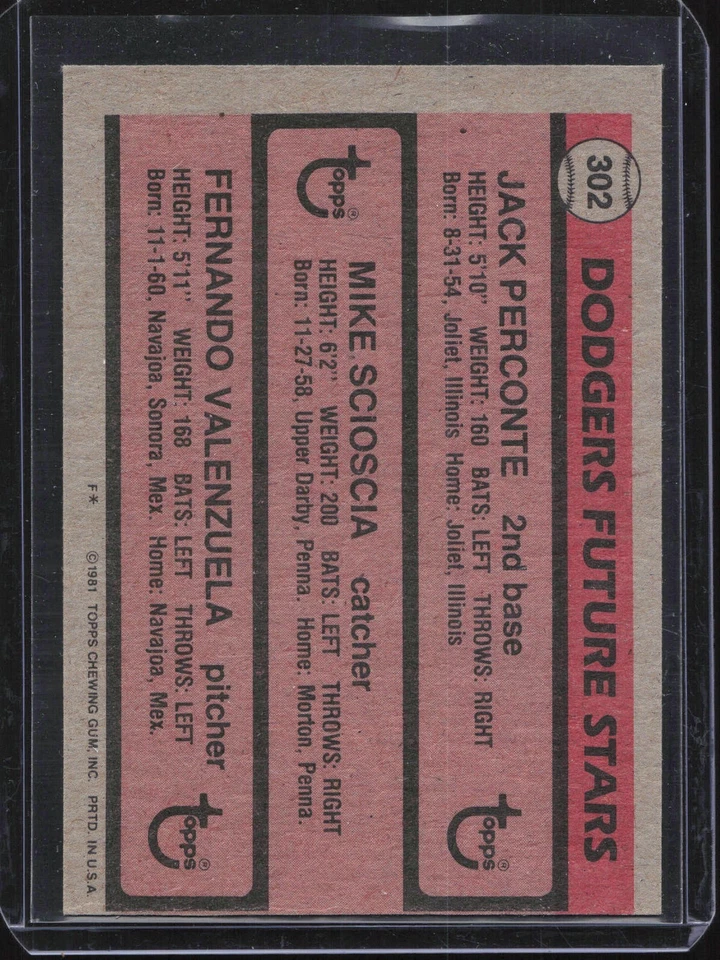 302
DODGERS FUTURE STARS
JACK PERCONTE 2nd base
HEIGHT: 5'10" WEIGHT: 160 BATS: LEFT THROWS: RIGHT
Born: 8-31-54, Joliet, Illinois Home: Joliet, Illinois
Topps®
Topps®
MIKE SCIOSCIA catcher
HEIGHT: 6'2" WEIGHT: 200 BATS: LEFT THROWS: RIGHT
Born: 11-27-58, Upper Darby, Penna. Home: Morton, Penna.
FERNANDO VALENZUELA pitcher
HEIGHT: 5'11" WEIGHT: 168 BATS: LEFT THROWS: LEFT
Born: 11-1-60, Navajoa, Sonora, Mex. Home: Navajoa, Mex.
Topps®
F* ©1981 TOPPS CHEWING GUM, INC. PRTD. IN U.S.A.